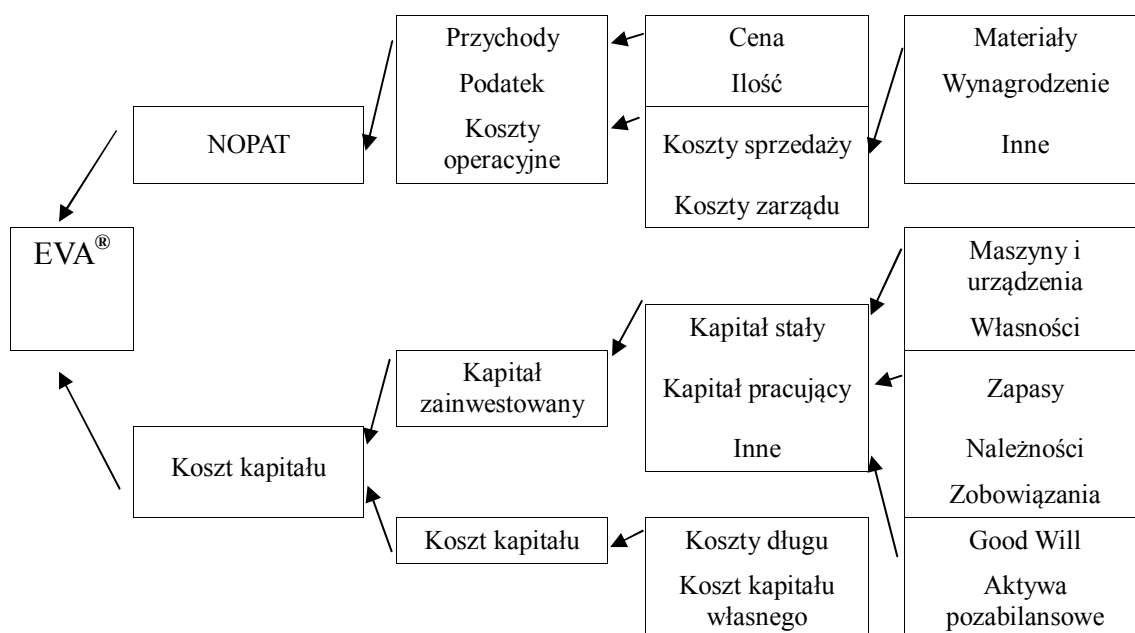 Przychody
Podatek
Koszty
operacyjne
Cena
Ilość
Koszty sprzedaży
Koszty zarządu
Materiały
Wynagrodzenie
Inne
NOPAT
EVA®
Maszyny i
urządzenia
Własności
Kapitał stały
Kapitał pracujący
Inne
Kapitał
zainwestowany
Zapasy
Należności
Zobowiązania
Koszt kapitału
Koszt kapitału
Koszty długu
Koszt kapitału
własnego
Good Will
Aktywa
pozabilansowe